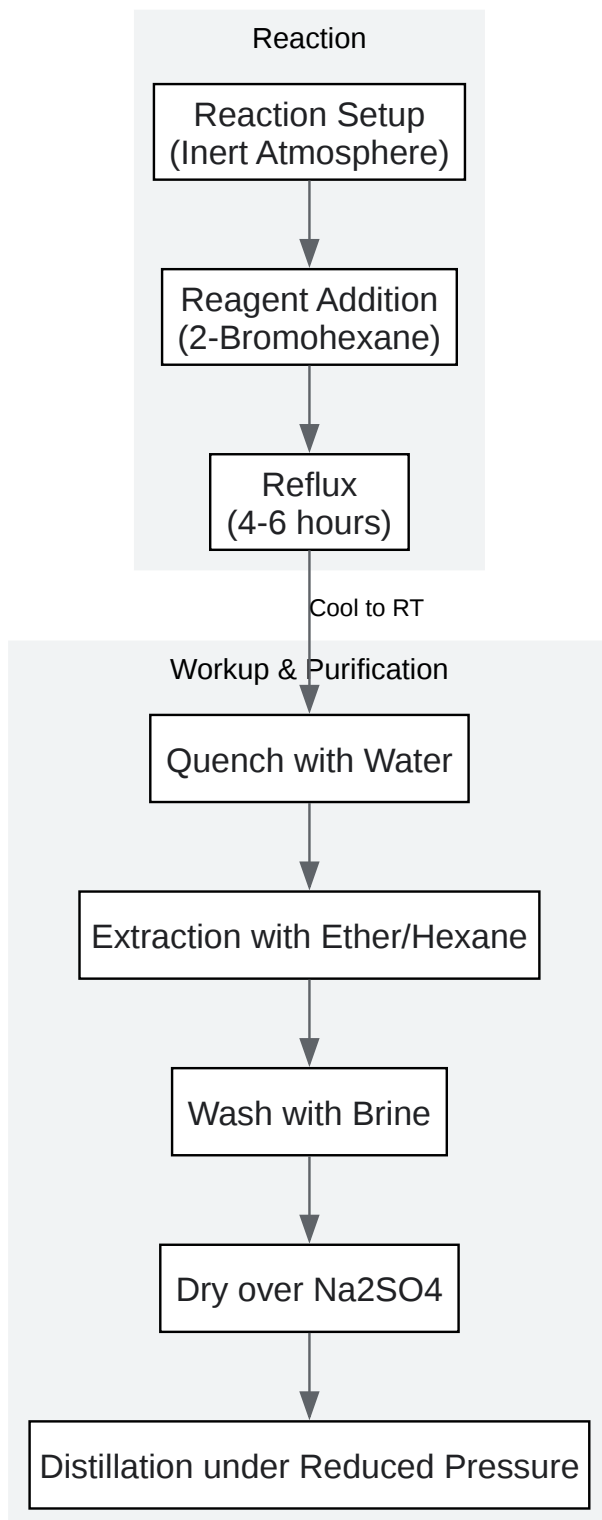 Reaction
Reaction Setup
(Inert Atmosphere)
Reagent Addition
(2-Bromohexane)
Reflux
(4-6 hours)
Cool to RT
Workup & Purification
Quench with Water
Extraction with Ether/Hexane
Wash with Brine
Dry over Na2SO4
Distillation under Reduced Pressure